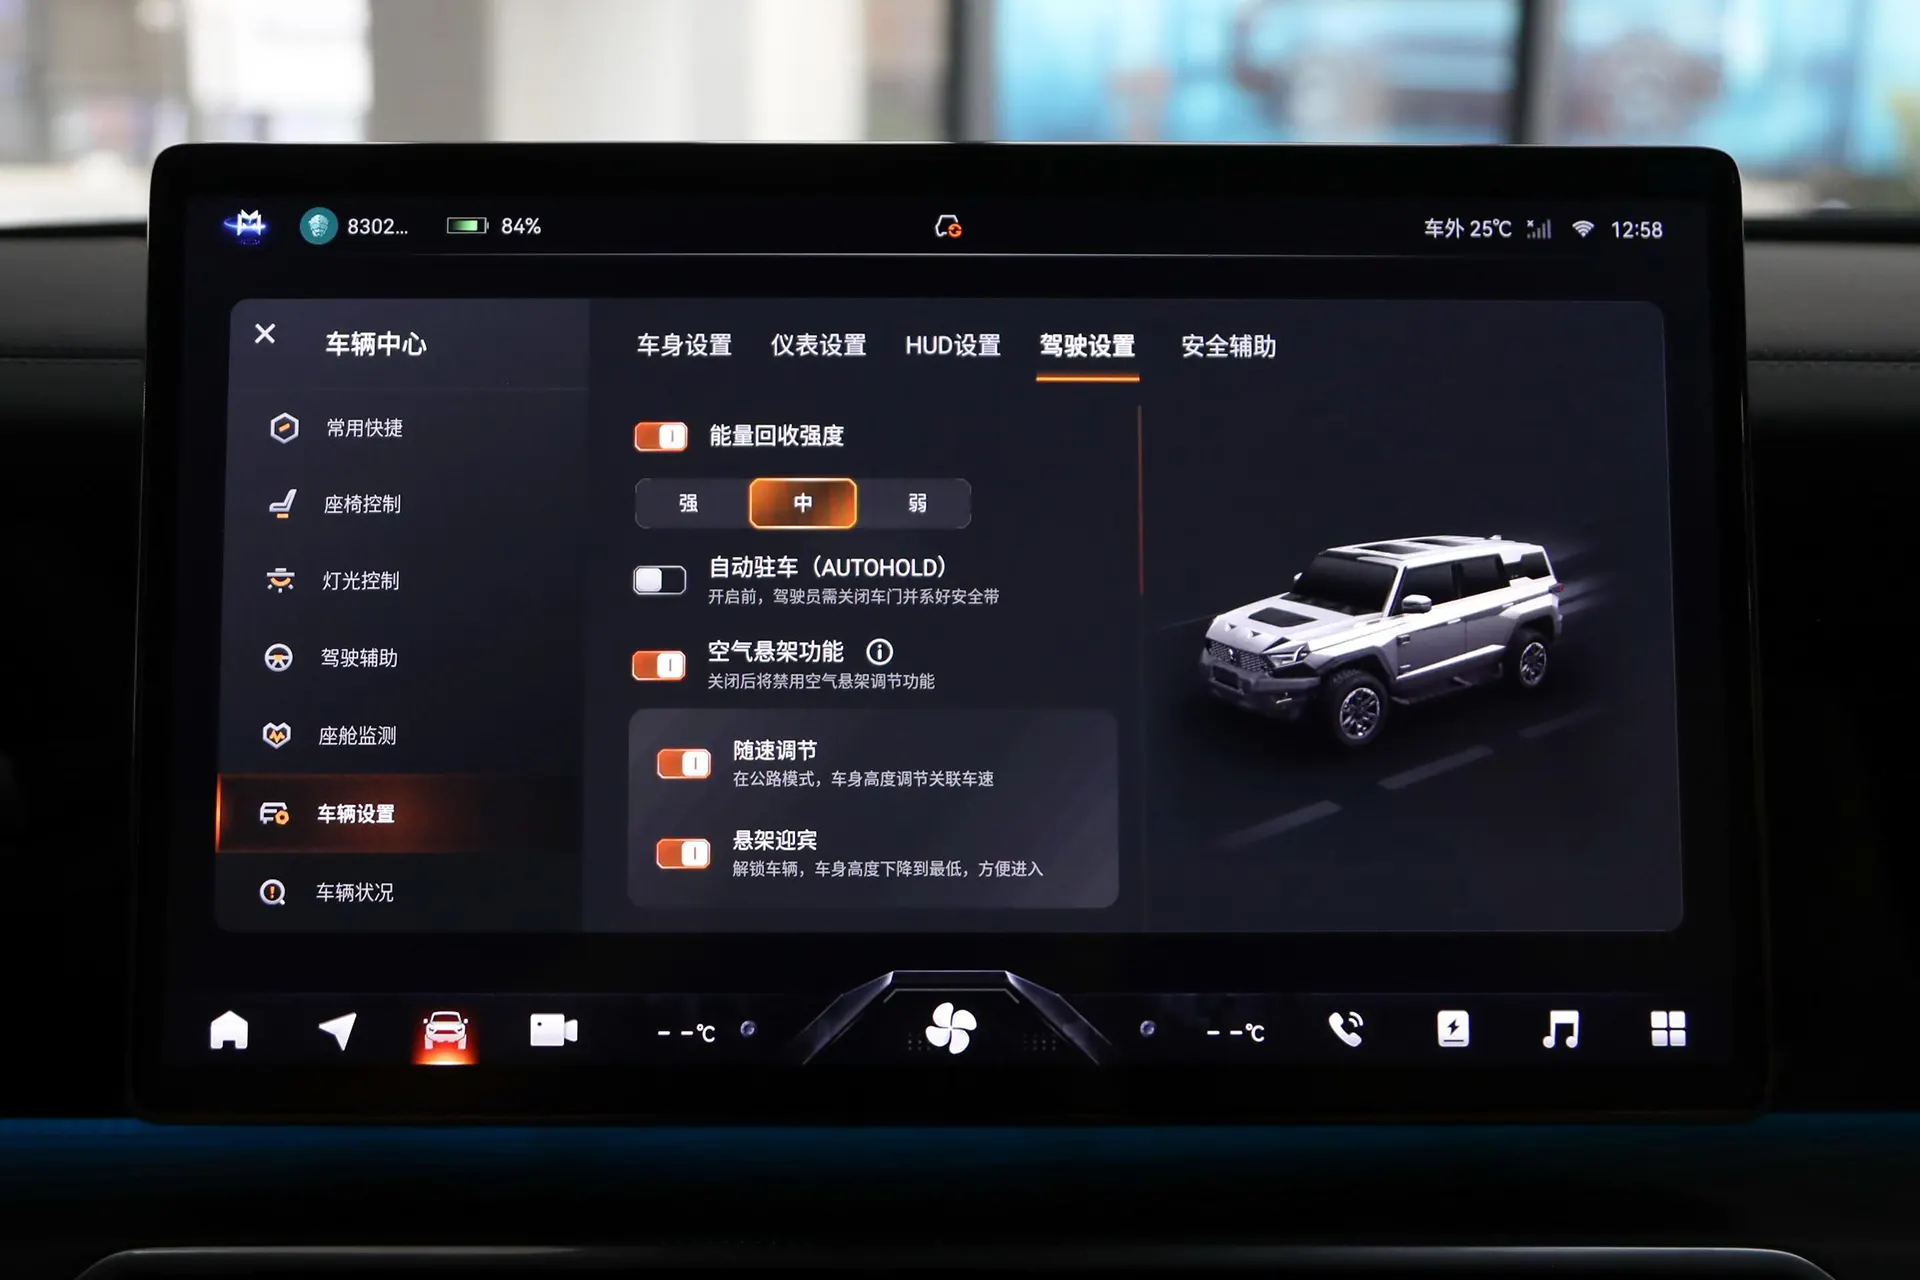 8302...
84%
车外 25℃
12:58
车辆中心
常用快捷
座椅控制
灯光控制
驾驶辅助
座舱监测
车辆设置
车辆状况
车身设置
仪表设置
HUD设置
驾驶设置
安全辅助
能量回收强度
强
中
弱
自动驻车（AUTOHOLD）
开启前，驾驶员需关闭车门并系好安全带
空气悬架功能
关闭后将禁用空气悬架调节功能
随速调节
在公路模式，车身高度调节关联车速
悬架迎宾
解锁车辆，车身高度下降到最低，方便进入
--℃
--℃